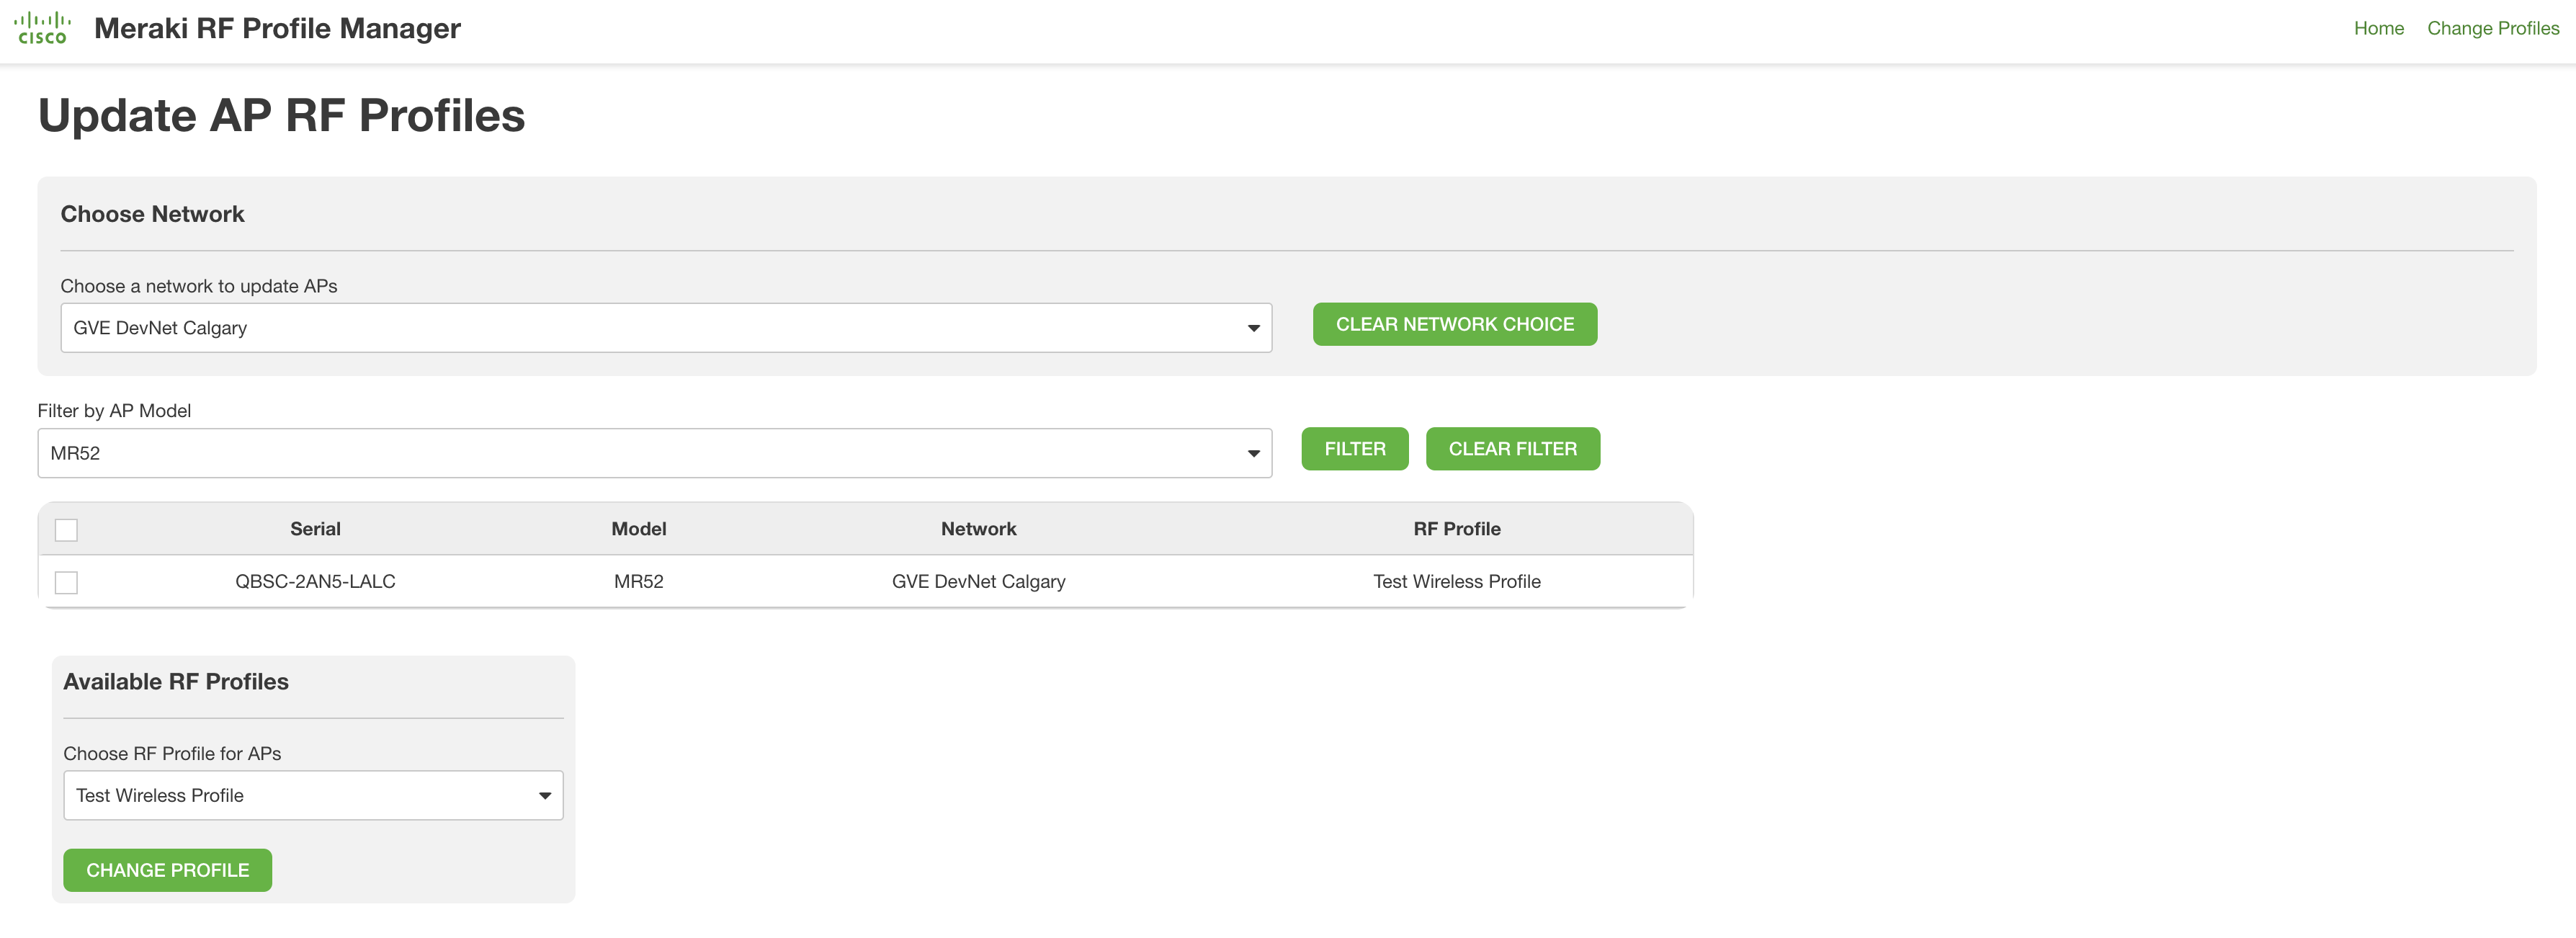 CISCO Meraki RF Profile Manager Home Change Profiles
Update AP RF Profiles
Choose Network
Choose a network to update APs
GVE DevNet Calgary CLEAR NETWORK CHOICE
Filter by AP Model
MR52 FILTER CLEAR FILTER
Serial Model Network RF Profile
QBSC-2AN5-LALC MR52 GVE DevNet Calgary Test Wireless Profile
Available RF Profiles
Choose RF Profile for APs
Test Wireless Profile
CHANGE PROFILE